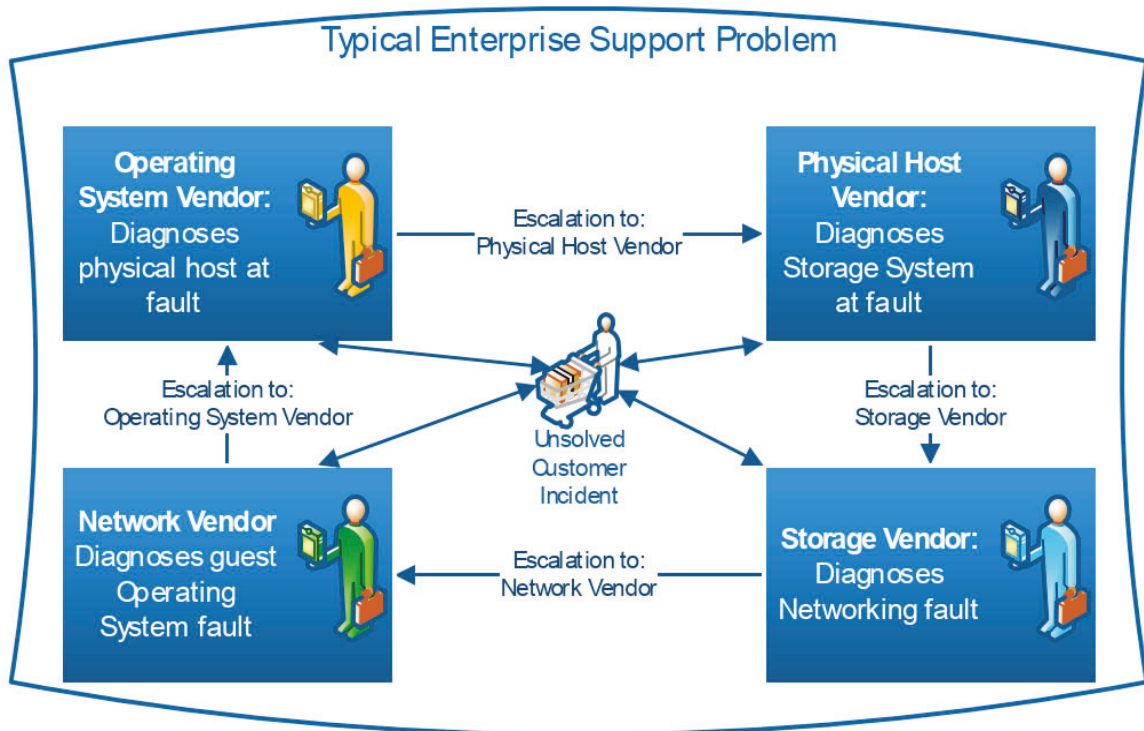 Typical Enterprise Support Problem
Operating
System Vendor:
Diagnoses
physical host at
fault
Escalation to:
Physical Host Vendor
Physical Host
Vendor:
Diagnoses
Storage System
at fault
Escalation to:
Operating System Vendor
Unsolved
Customer
Incident
Escalation to:
Storage Vendor
Network Vendor
Diagnoses guest
Operating
System fault
Escalation to:
Network Vendor
Storage Vendor:
Diagnoses
Networking fault